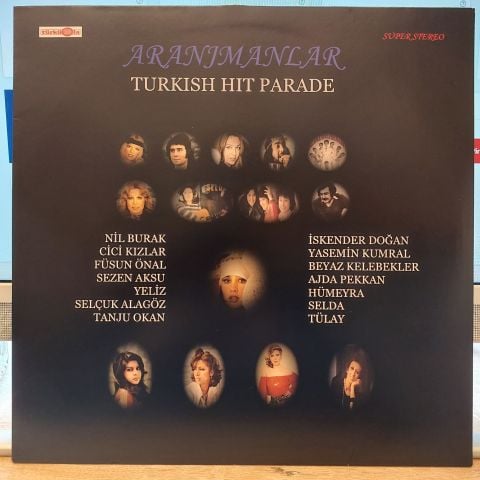 türküola
SUPER STEREO
ARANJMANLAR
TURKISH HIT PARADE
NİL BURAK
CİCİ KIZLAR
FÜSUN ÖNAL
SEZEN AKSU
YELİZ
SELÇUK ALAGÖZ
TANJU OKAN
İSKENDER DOĞAN
YASEMİN KUMRAL
BEYAZ KELEBEKLER
AJDA PEKKAN
HÜMEYRA
SELDA
TÜLAY